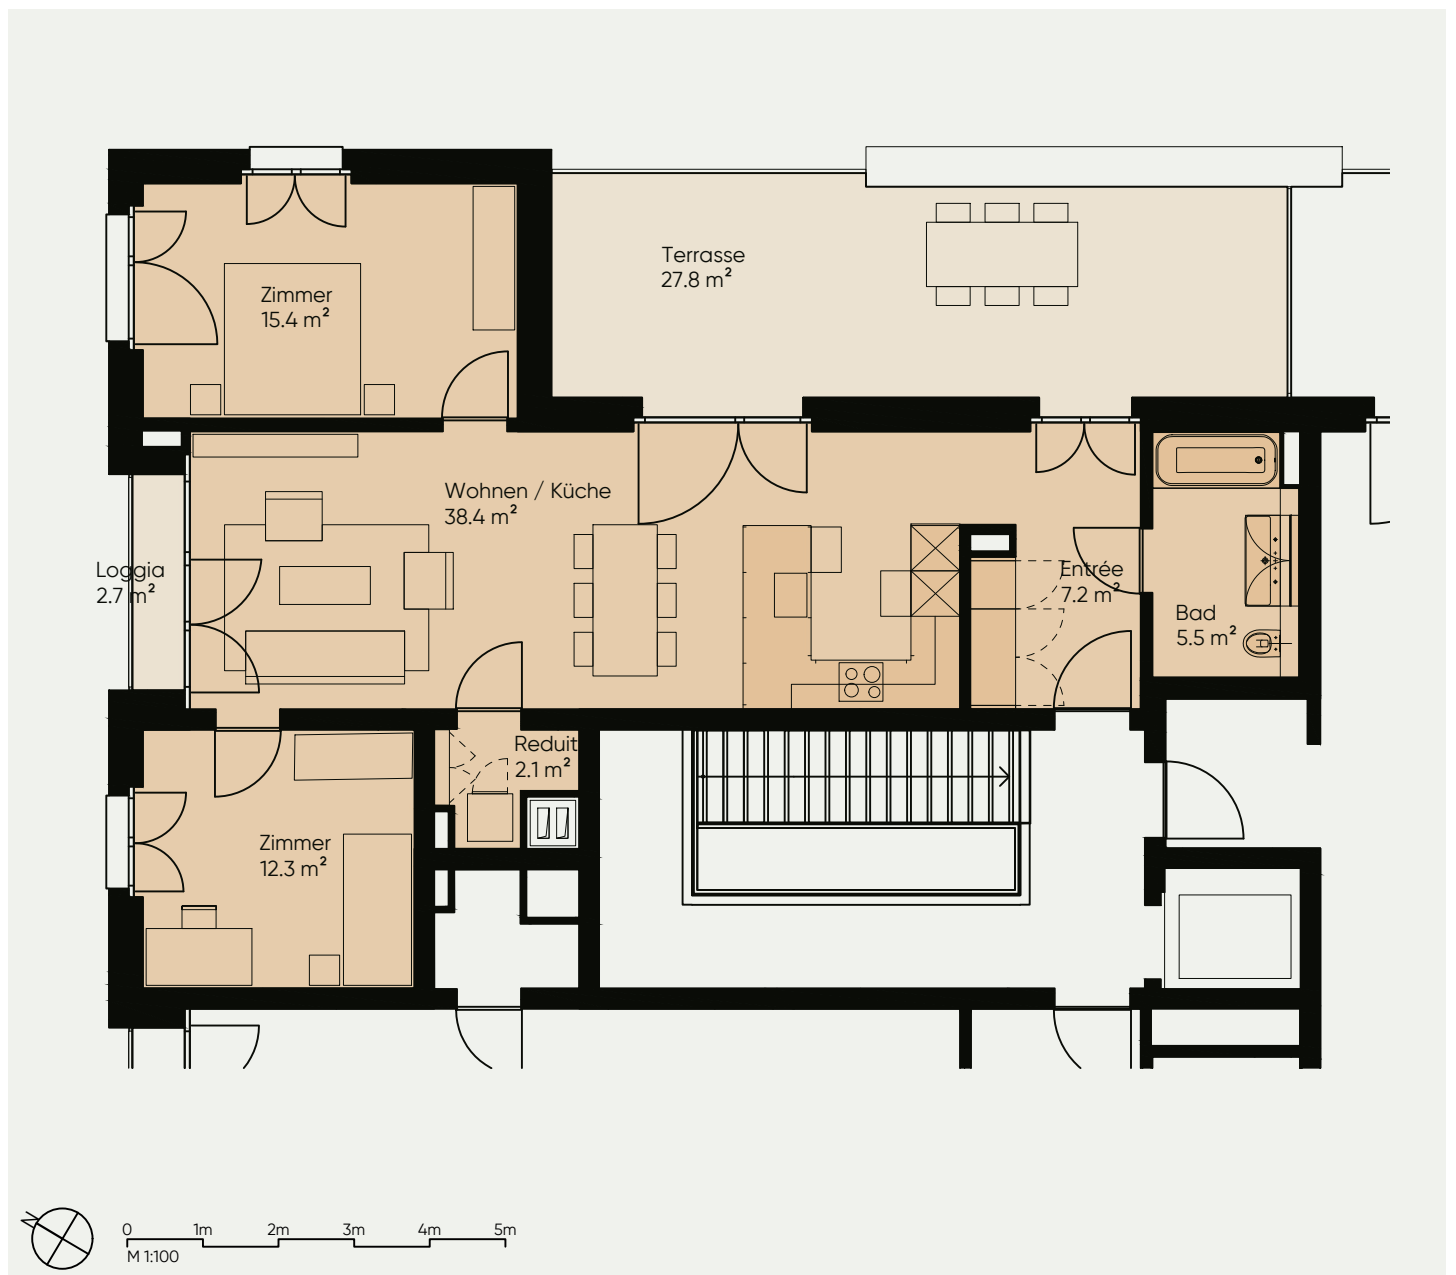 Terrasse
27.8 m²
Zimmer
15.4 m²
Wohnen / Küche
38.4 m²
Loggia
2.7 m²
Entrée
7.2 m²
Bad
5.5 m²
Reduit
2.1 m²
Zimmer
12.3 m²
N
0 1m 2m 3m 4m 5m
M 1:100